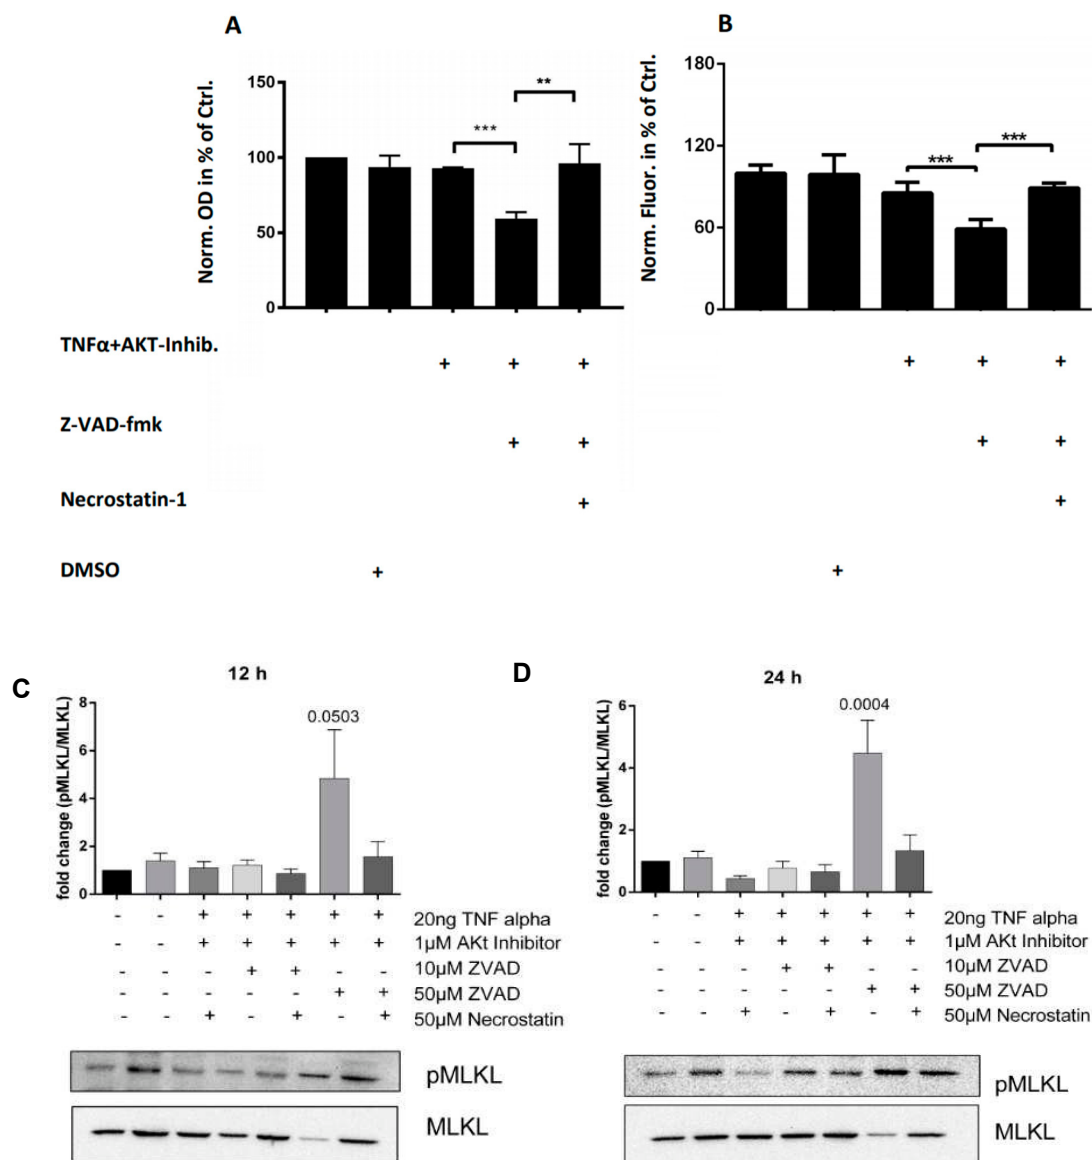 A
B
Norm. OD in % of Ctrl.
150
100
50
0
***
**
Norm. Fluor. in % of Ctrl.
180
120
60
0
***
***
TNFα+AKT-Inhib.
+ + +
+ + +
Z-VAD-fmk
+ +
+ +
Necrostatin-1
+
+
DMSO
+
+
C
12 h
fold change (pMLKL/MLKL)
8
6
4
2
0
0.0503
- - + + + + + 20ng TNF alpha
- - + + + + + 1µM AKt Inhibitor
- - - + + - - 10µM ZVAD
- - - - - + + 50µM ZVAD
- - + - + - + 50µM Necrostatin
pMLKL
MLKL
D
24 h
fold change (pMLKL/MLKL)
6
4
2
0
0.0004
- - + + + + + 20ng TNF alpha
- - + + + + + 1µM AKt Inhibitor
- - - + + - - 10µM ZVAD
- - - - - + + 50µM ZVAD
- - + - + - + 50µM Necrostatin
pMLKL
MLKL